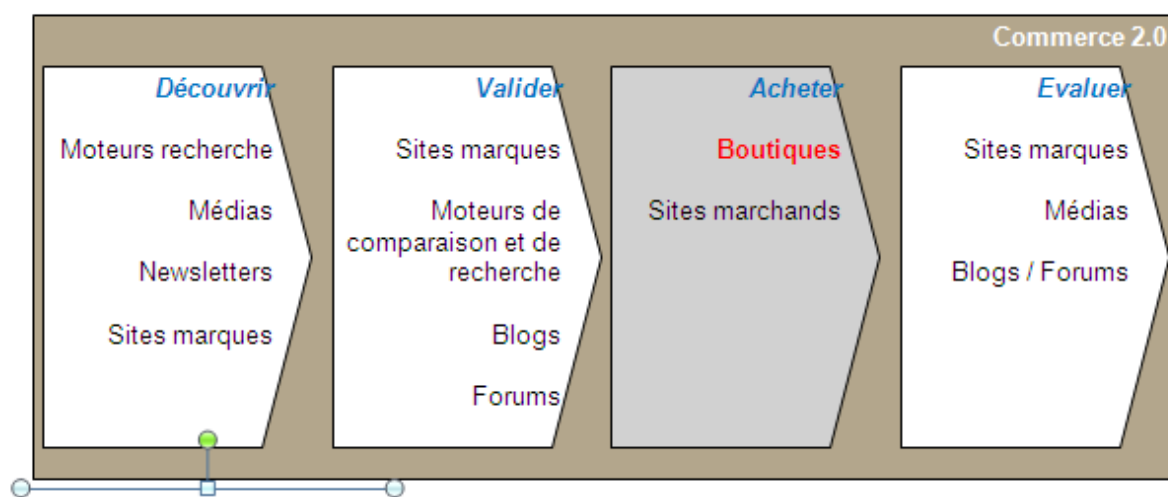 Commerce 2.0
Découvrir
Moteurs recherche
Médias
Newsletters
Sites marques
Valider
Sites marques
Moteurs de
comparaison et de
recherche
Blogs
Forums
Acheter
Boutiques
Sites marchands
Evaluer
Sites marques
Médias
Blogs / Forums